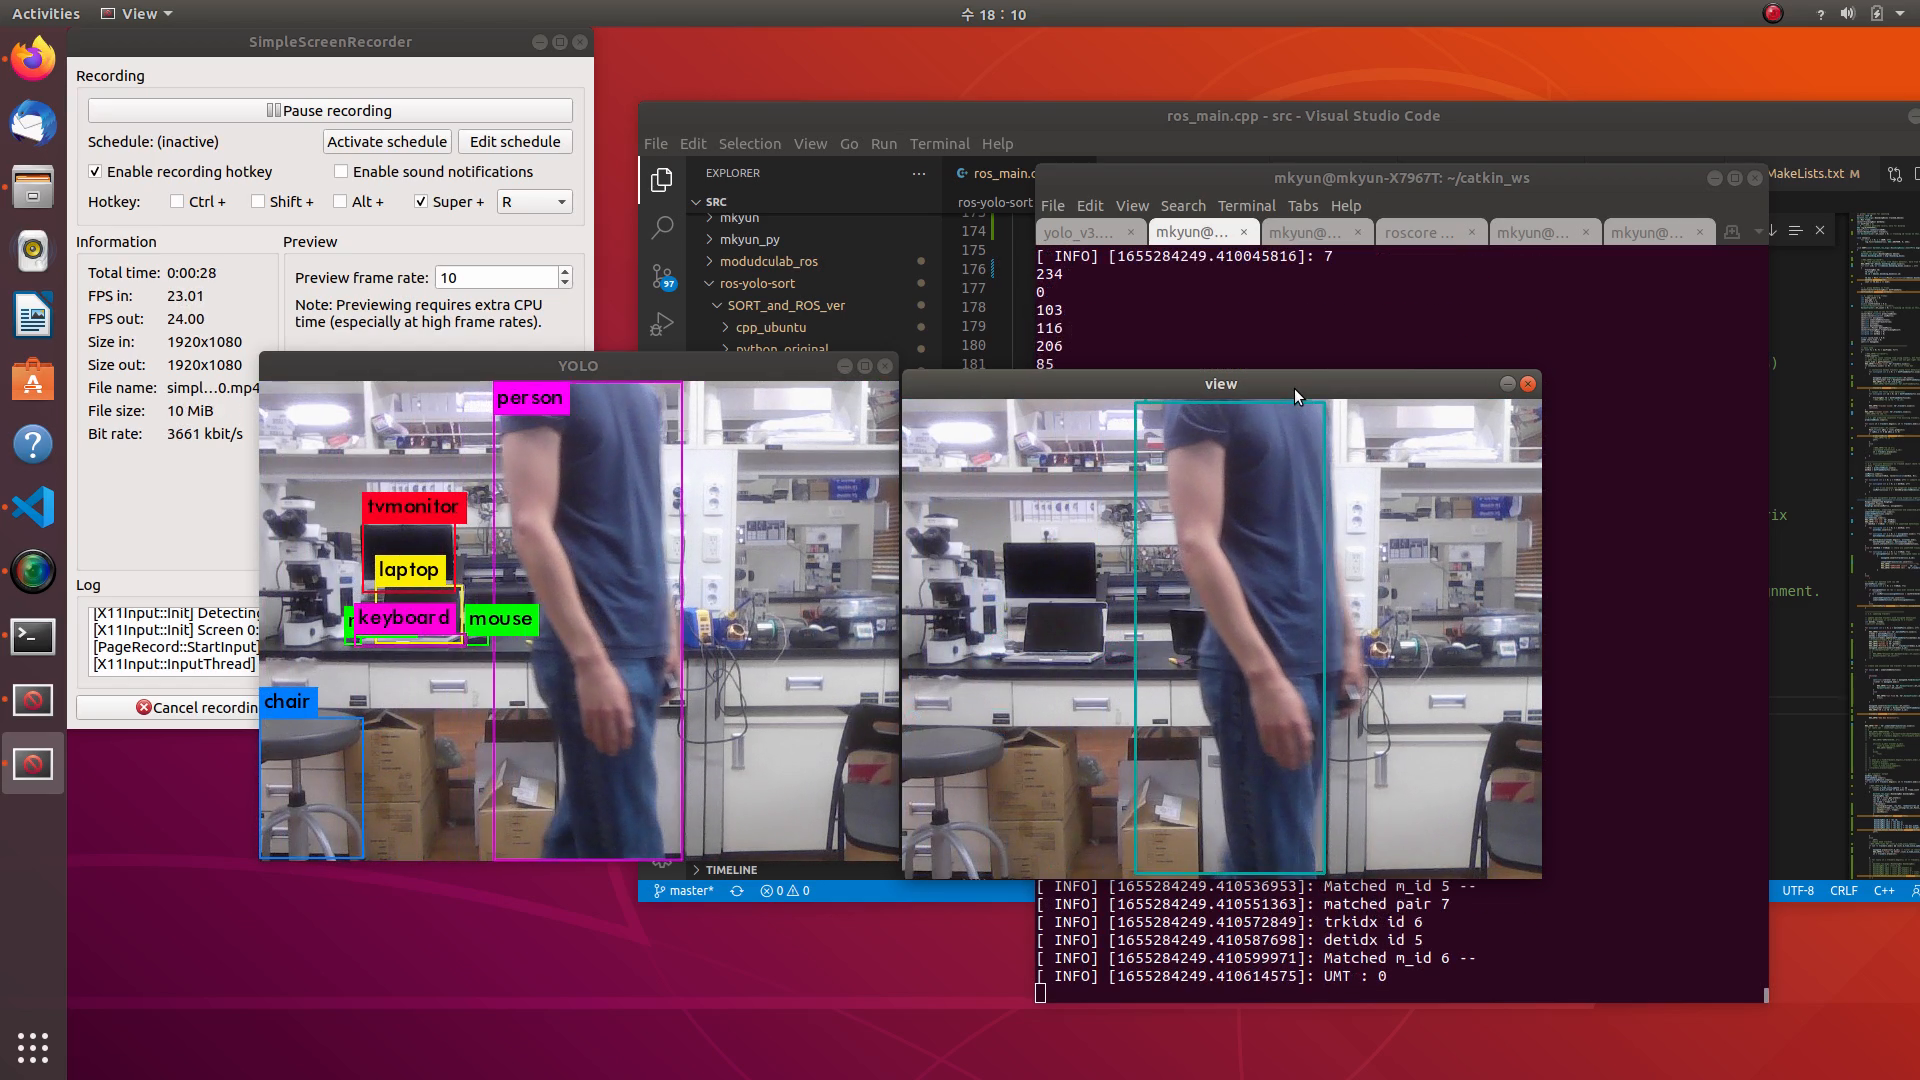 Activities
View
수 18 : 10
?
SimpleScreenRecorder
Recording
Pause recording
Schedule: (inactive)
Activate schedule
Edit schedule
Enable recording hotkey
Enable sound notifications
Hotkey:
Ctrl +
Shift +
Alt +
Super +
R
Information
Preview
Total time: 0:00:28
FPS in: 23.01
FPS out: 24.00
Size in: 1920x1080
Size out: 1920x1080
File name: simpl...0.mp4
File size: 10 MiB
Bit rate: 3661 kbit/s
Preview frame rate: 10
Note: Previewing requires extra CPU
time (especially at high frame rates).
Log
[X11Input::Init] Detecting
[X11Input::Init] Screen 0:
[PageRecord::StartInput]
[X11Input::InputThread]
Cancel recordin
YOLO
person
tvmonitor
laptop
keyboard
mouse
chair
ros_main.cpp - src - Visual Studio Code
File Edit Selection View Go Run Terminal Help
EXPLORER
SRC
mkyun
mkyun_py
modudculab_ros
ros-yolo-sort
SORT_and_ROS_ver
cpp_ubuntu
python_original
97
TIMELINE
master*
0
0
ros_main.c
MakeLists.txt M
ros-yolo-sort
173
174
175
176
177
178
179
180
181
rix
gnment.
UTF-8
CRLF
C++
mkyun@mkyun-X7967T: ~/catkin_ws
File Edit View Search Terminal Tabs Help
yolo_v3....
mkyun@...
mkyun@...
roscore ...
mkyun@...
mkyun@...
[ INFO] [1655284249.410045816]: 7
234
0
103
116
206
85
view
[ INFO] [1655284249.410536953]: Matched m_id 5 --
[ INFO] [1655284249.410551363]: matched pair 7
[ INFO] [1655284249.410572849]: trkidx id 6
[ INFO] [1655284249.410587698]: detidx id 5
[ INFO] [1655284249.410599971]: Matched m_id 6 --
[ INFO] [1655284249.410614575]: UMT : 0